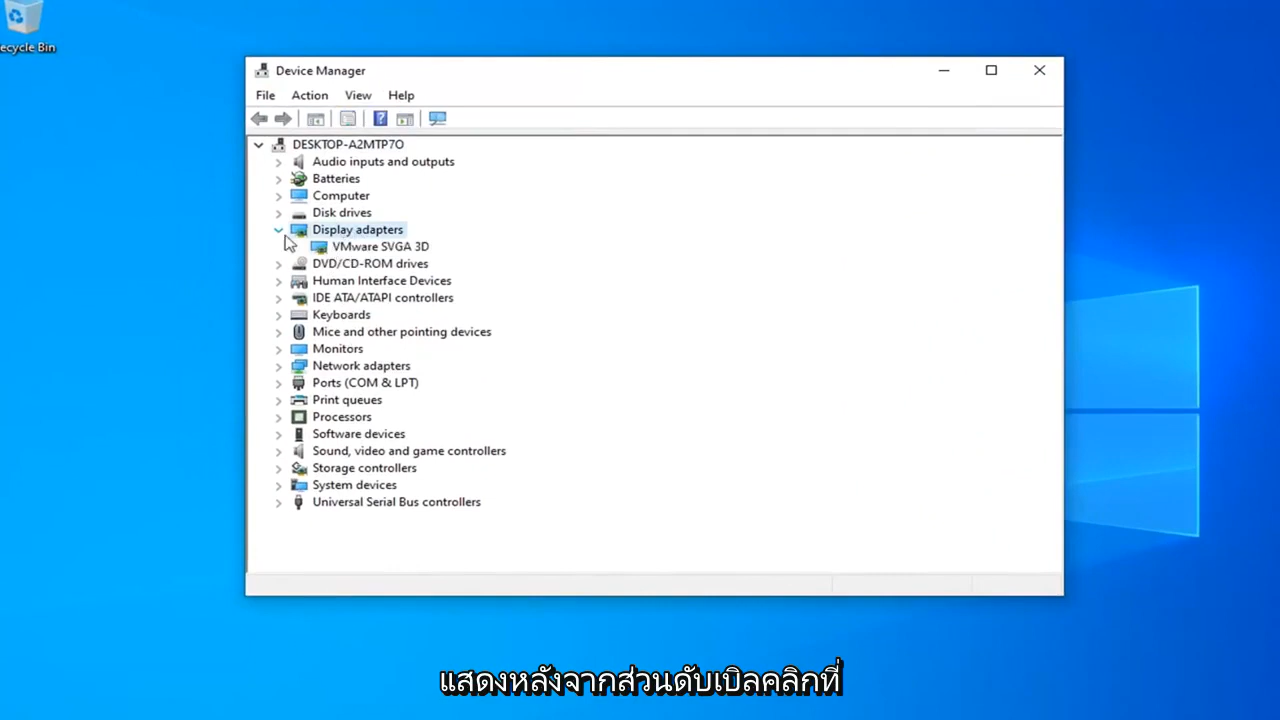 ecycle Bin
Device Manager
File Action View Help
DESKTOP-A2MTP7O
Audio inputs and outputs
Batteries
Computer
Disk drives
Display adapters
VMware SVGA 3D
DVD/CD-ROM drives
Human Interface Devices
IDE ATA/ATAPI controllers
Keyboards
Mice and other pointing devices
Monitors
Network adapters
Ports (COM & LPT)
Print queues
Processors
Software devices
Sound, video and game controllers
Storage controllers
System devices
Universal Serial Bus controllers
แสดงหลังจากส่วนดับเบิลคลิกที่